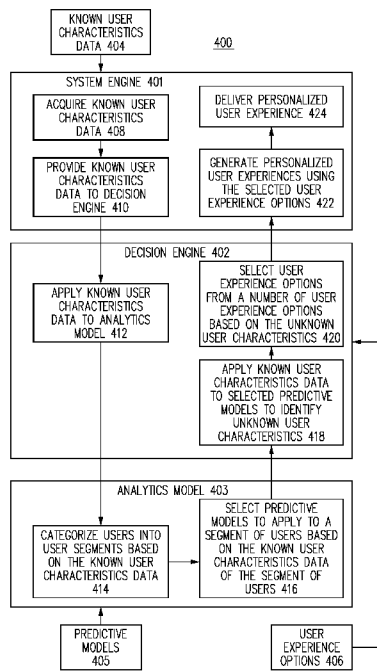 KNOWN USER
CHARACTERISTICS
DATA 404
400
SYSTEM ENGINE 401
ACQUIRE KNOWN USER
CHARACTERISTICS
DATA 408
DELIVER PERSONALIZED
USER EXPERIENCE 424
PROVIDE KNOWN USER
CHARACTERISTICS
DATA TO DECISION
ENGINE 410
GENERATE PERSONALIZED
USER EXPERIENCES USING
THE SELECTED USER
EXPERIENCE OPTIONS 422
DECISION ENGINE 402
APPLY KNOWN USER
CHARACTERISTICS
DATA TO ANALYTICS
MODEL 412
SELECT USER
EXPERIENCE OPTIONS
FROM A NUMBER OF USER
EXPERIENCE OPTIONS
BASED ON THE UNKNOWN
USER CHARACTERISTICS 420
APPLY KNOWN USER
CHARACTERISTICS DATA
TO SELECTED PREDICTIVE
MODELS TO IDENTIFY
UNKNOWN USER
CHARACTERISTICS 418
ANALYTICS MODEL 403
CATEGORIZE USERS INTO
USER SEGMENTS BASED
ON THE KNOWN USER
CHARACTERISTICS DATA
414
SELECT PREDICTIVE
MODELS TO APPLY TO A
SEGMENT OF USERS BASED
ON THE KNOWN USER
CHARACTERISTICS DATA
OF THE SEGMENT OF
USERS 416
PREDICTIVE
MODELS
405
USER
EXPERIENCE
OPTIONS 406